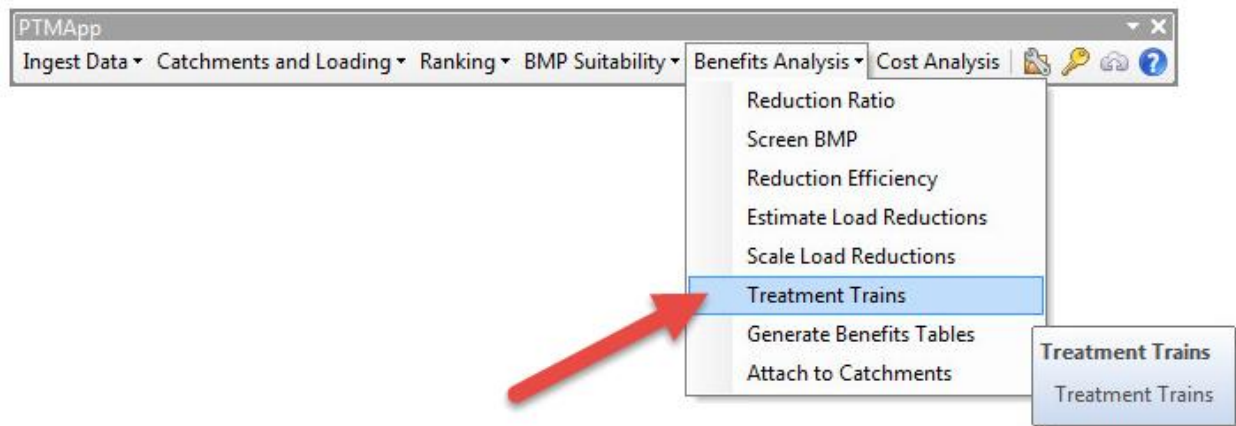 PTMApp
Ingest Data Catchments and Loading Ranking BMP Suitability Benefits Analysis Cost Analysis
Reduction Ratio
Screen BMP
Reduction Efficiency
Estimate Load Reductions
Scale Load Reductions
Treatment Trains
Generate Benefits Tables
Attach to Catchments
Treatment Trains
Treatment Trains